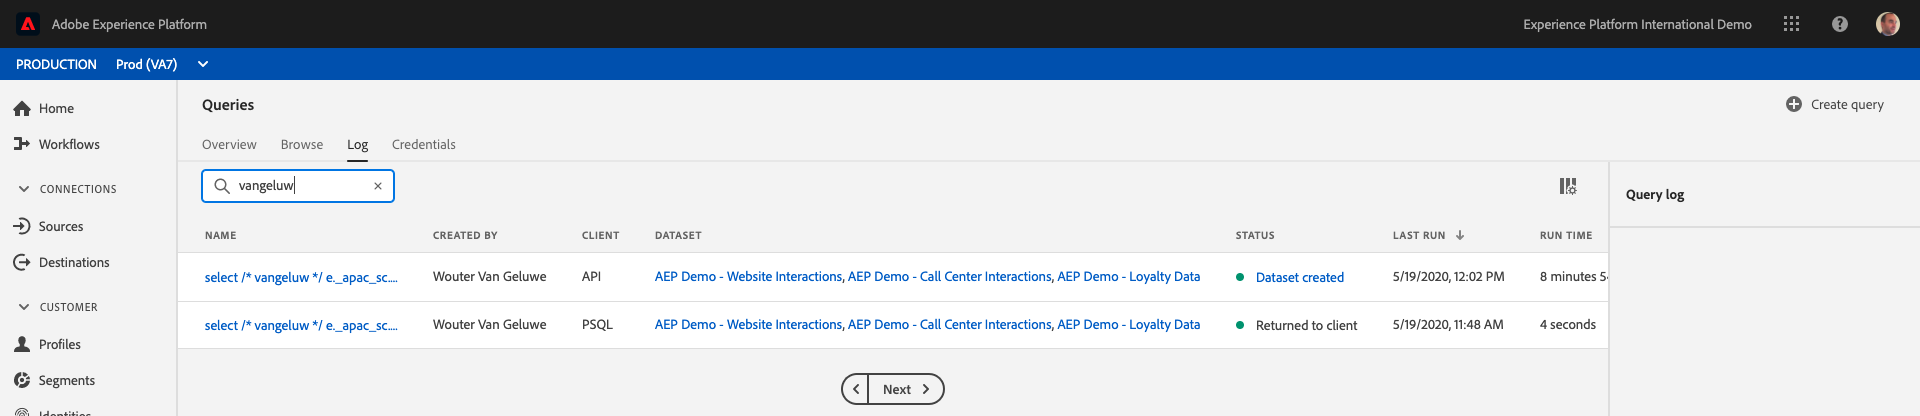 Adobe Experience Platform
Experience Platform International Demo
PRODUCTION Prod (VA7)
Home
Workflows
CONNECTIONS
Sources
Destinations
CUSTOMER
Profiles
Segments
Identities
Queries
Create query
Overview Browse Log Credentials
vangeluw
Query log
NAME CREATED BY CLIENT DATASET STATUS LAST RUN RUN TIME
select /* vangeluw */ e._apac_sc.... Wouter Van Geluwe API AEP Demo - Website Interactions, AEP Demo - Call Center Interactions, AEP Demo - Loyalty Data Dataset created 5/19/2020, 12:02 PM 8 minutes
select /* vangeluw */ e._apac_sc.... Wouter Van Geluwe PSQL AEP Demo - Website Interactions, AEP Demo - Call Center Interactions, AEP Demo - Loyalty Data Returned to client 5/19/2020, 11:48 AM 4 seconds
Next